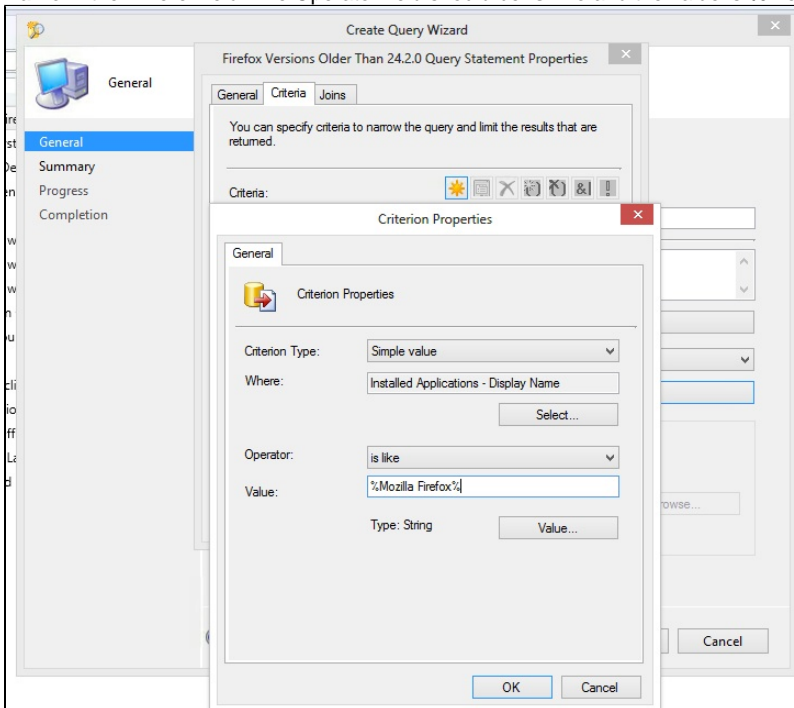 Create Query Wizard
General
Firefox Versions Older Than 24.2.0 Query Statement Properties
General Criteria Joins
You can specify criteria to narrow the query and limit the results that are
returned.
Criteria:
General
Summary
Progress
Completion
Criterion Properties
General
Criterion Properties
Criterion Type: Simple value
Where: Installed Applications - Display Name
Select...
Operator: is like
Value: %Mozilla Firefox%
Type: String Value...
OK Cancel
Cancel